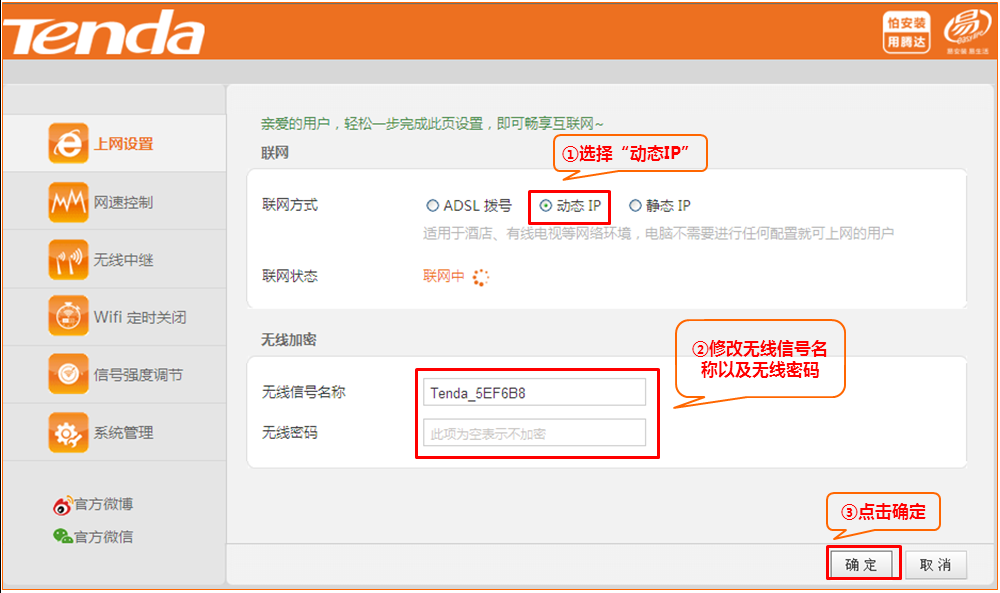 Tenda
怕安装
用腾达
易
easy life
易安装 易生活
上网设置
网速控制
无线中继
Wifi 定时关闭
信号强度调节
系统管理
官方微博
官方微信
亲爱的用户，轻松一步完成此页设置，即可畅享互联网~
联网
①选择“动态IP”
联网方式
ADSL 拨号
动态 IP
静态 IP
适用于酒店、有线电视等网络环境，电脑不需要进行任何配置就可上网的用户
联网状态
联网中
无线加密
②修改无线信号名
称以及无线密码
无线信号名称
Tenda_5EF6B8
无线密码
此项为空表示不加密
③点击确定
确 定
取 消